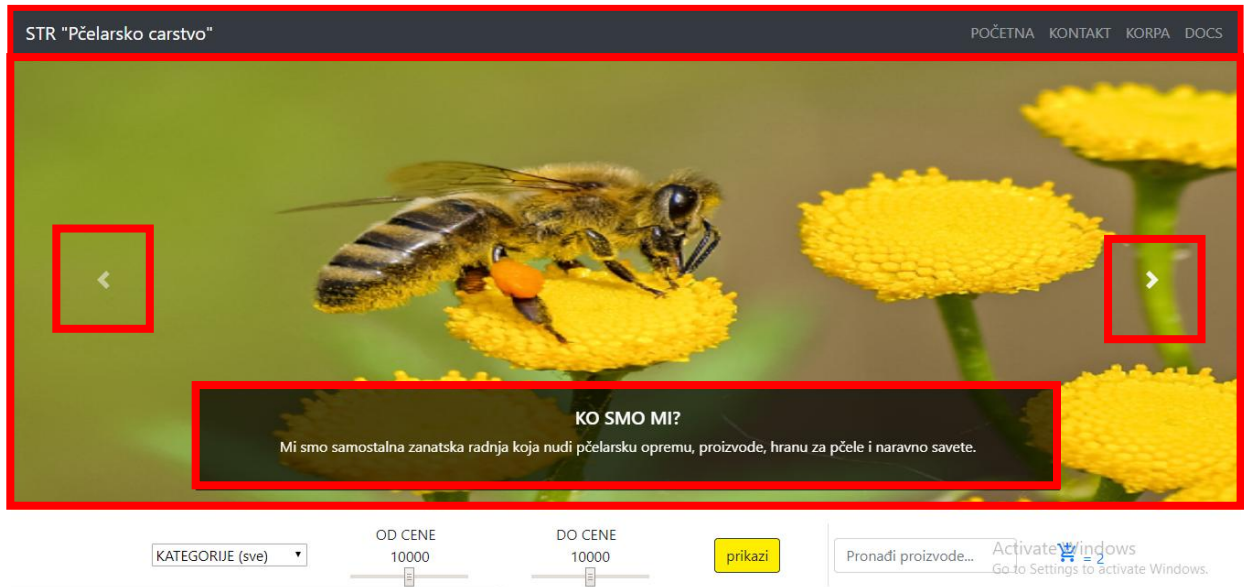 STR "Pčelarsko carstvo"
POČETNA KONTAKT KORPA DOCS
KO SMO MI?
Mi smo samostalna zanatska radnja koja nudi pčelarsku opremu, proizvode, hranu za pčele i naravno savete.
OD CENE
DO CENE
KATEGORIJE (sve)
10000
10000
prikazi
Pronađi proizvode...
= 2
Activate Windows
Go to Settings to activate Windows.